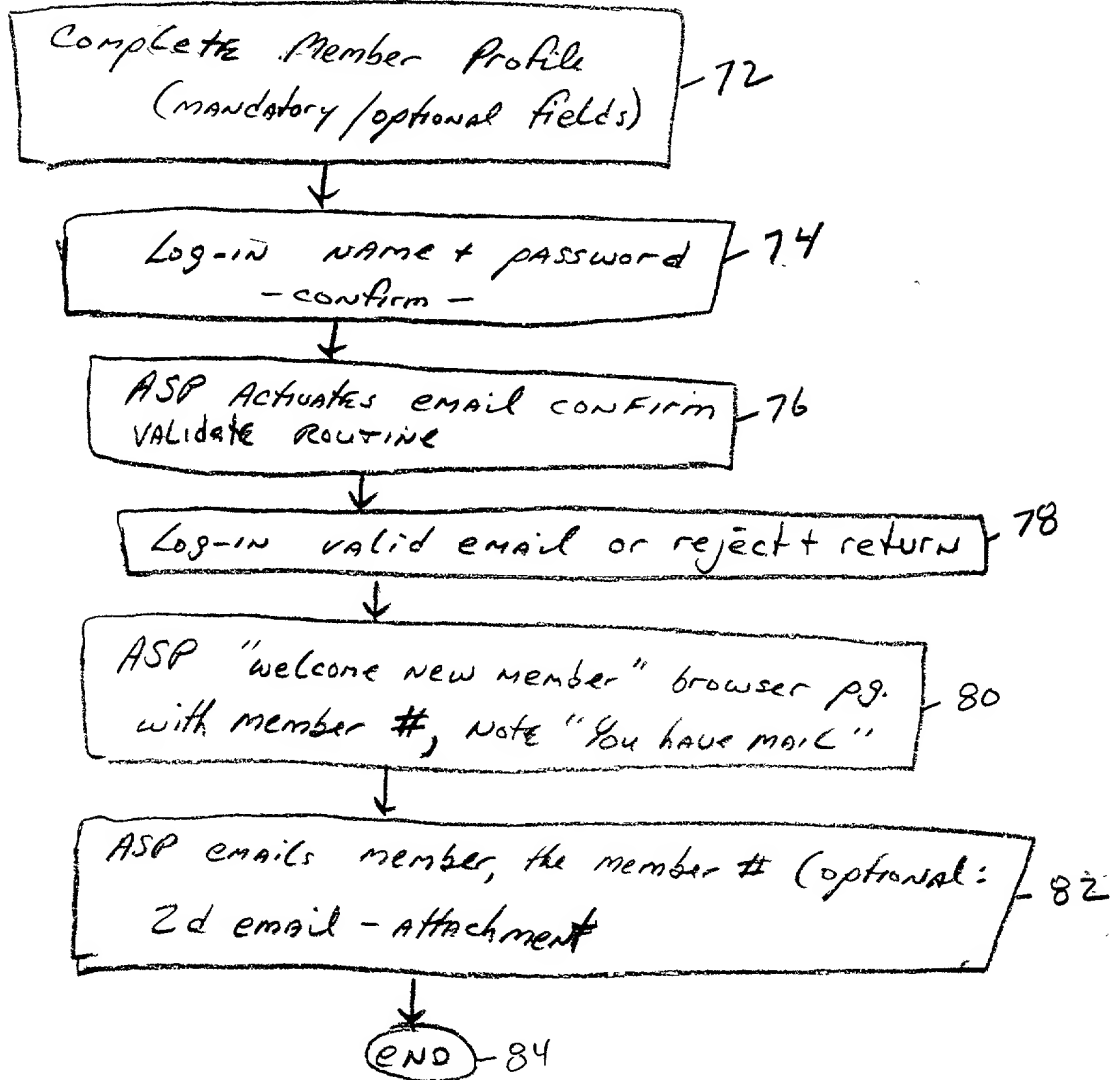 Complete Member Profile
(mandatory/optional fields)
72
Log-in name + password
- confirm -
74
ASP Activates email confirm
validate routine
76
Log-in valid email or reject + return
78
ASP "welcome new member" browser pg.
with member #, Note "You have mail"
80
ASP emails member, the member # (optional:
2d email - attachment
82
END
84